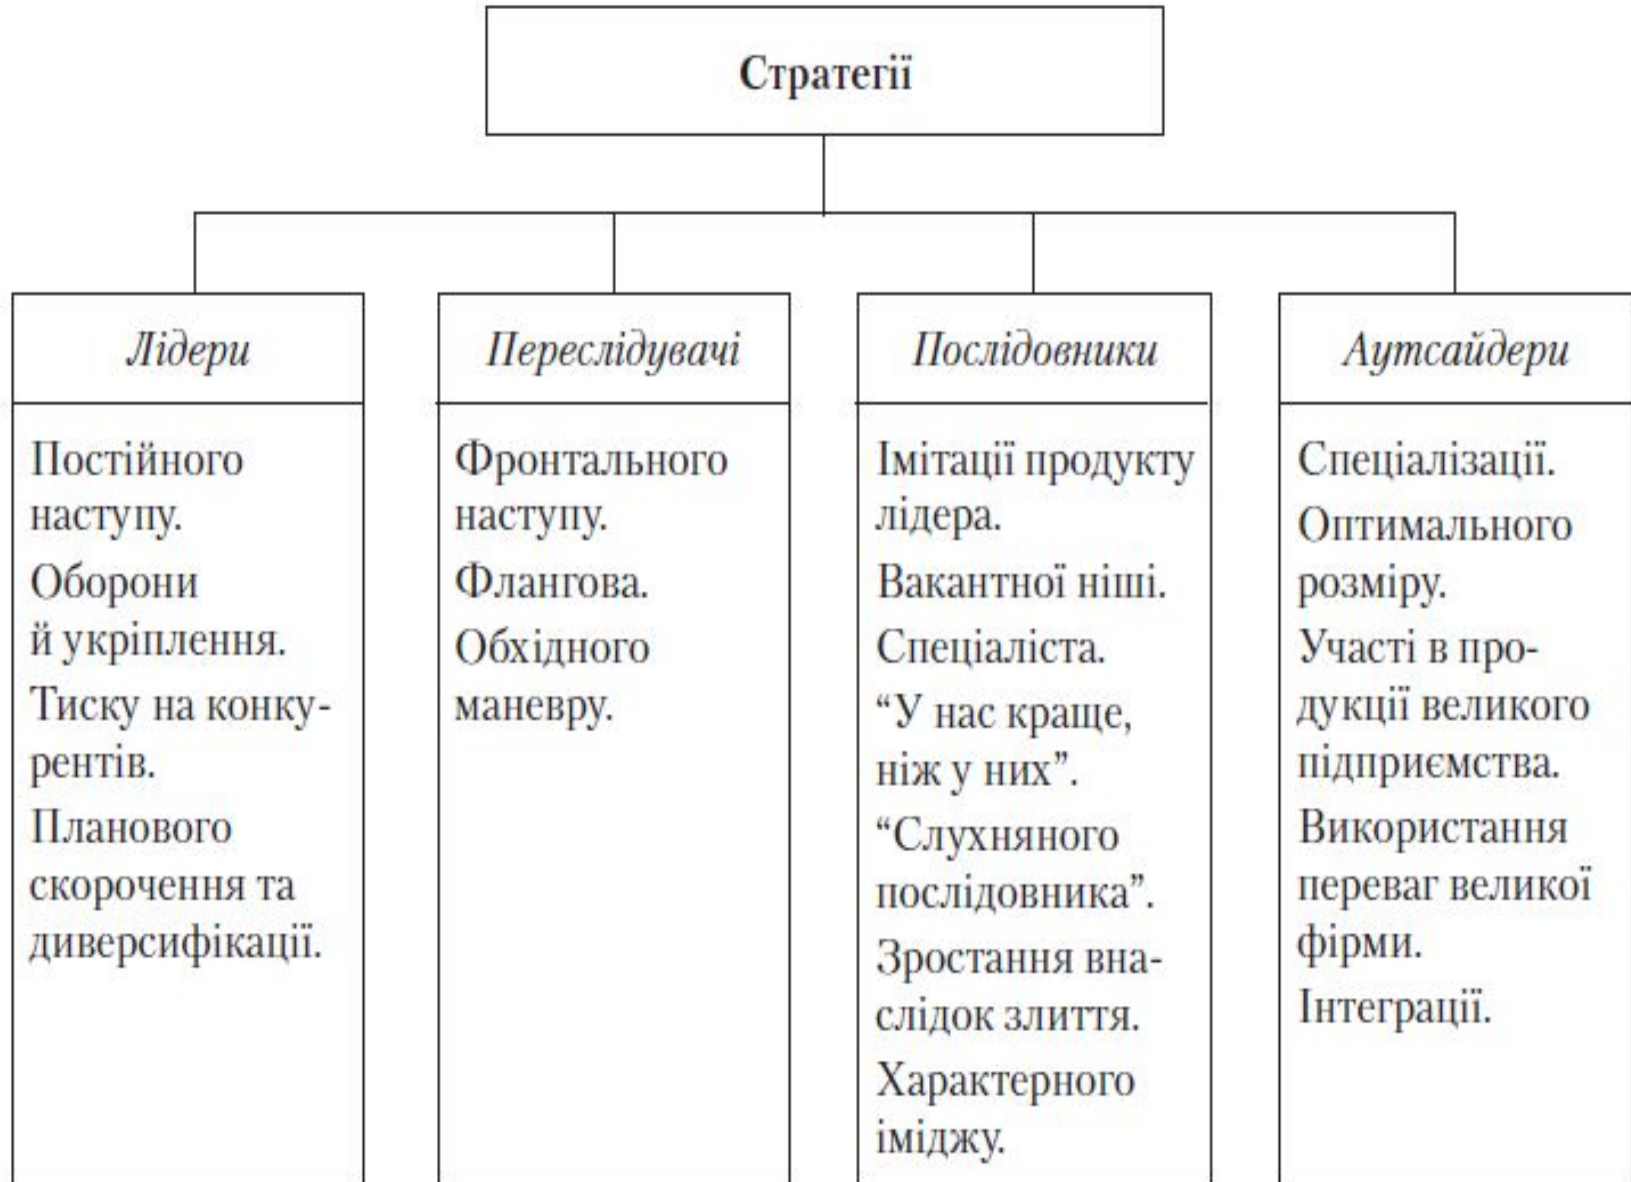 Стратегії
Лідери
Постійного
наступу.
Оборони
й укріплення.
Тиску на конку-
рентів.
Планового
скорочення та
диверсифікації.
Переслідувачі
Фронтального
наступу.
Флангова.
Обхідного
маневру.
Послідовники
Імітації продукту
лідера.
Вакантної ніші.
Спеціаліста.
“У нас краще,
ніж у них”.
“Слухняного
послідовника”.
Зростання вна-
слідок злиття.
Характерного
іміджу.
Аутсайдери
Спеціалізації.
Оптимального
розміру.
Участі в про-
дукції великого
підприємства.
Використання
переваг великої
фірми.
Інтеграції.